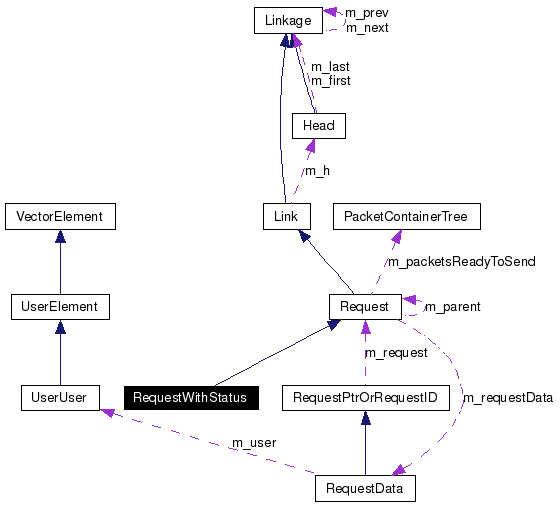 Linkage
m_prev
m_next
m_last
m_first
Head
m_h
VectorElement
Link
PacketContainerTree
m_packetsReadyToSend
UserElement
Request
m_parent
m_request
UserUser
RequestWithStatus
RequestPtrOrRequestID
m_requestData
m_user
RequestData